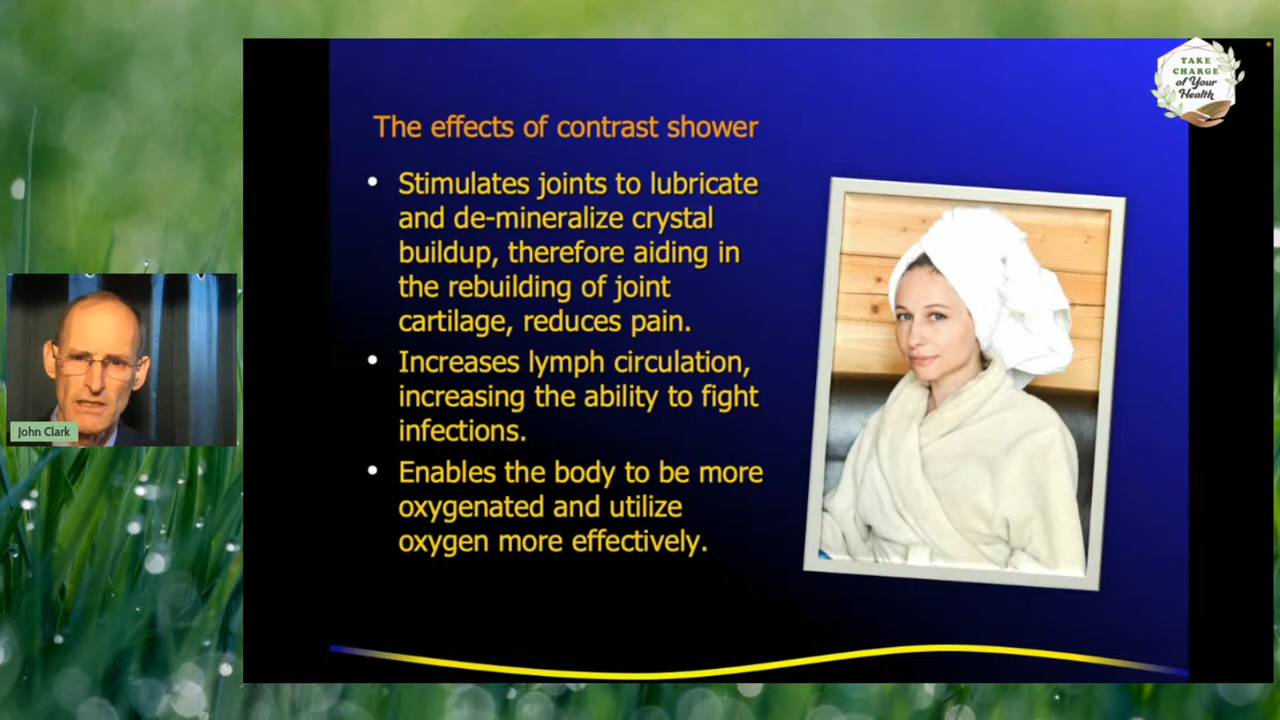 TAKE
CHARGE
of Your
Health
The effects of contrast shower
Stimulates joints to lubricate
and de-mineralize crystal
buildup, therefore aiding in
the rebuilding of joint
cartilage, reduces pain.
Increases lymph circulation,
increasing the ability to fight
infections.
Enables the body to be more
oxygenated and utilize
oxygen more effectively.
John Clark